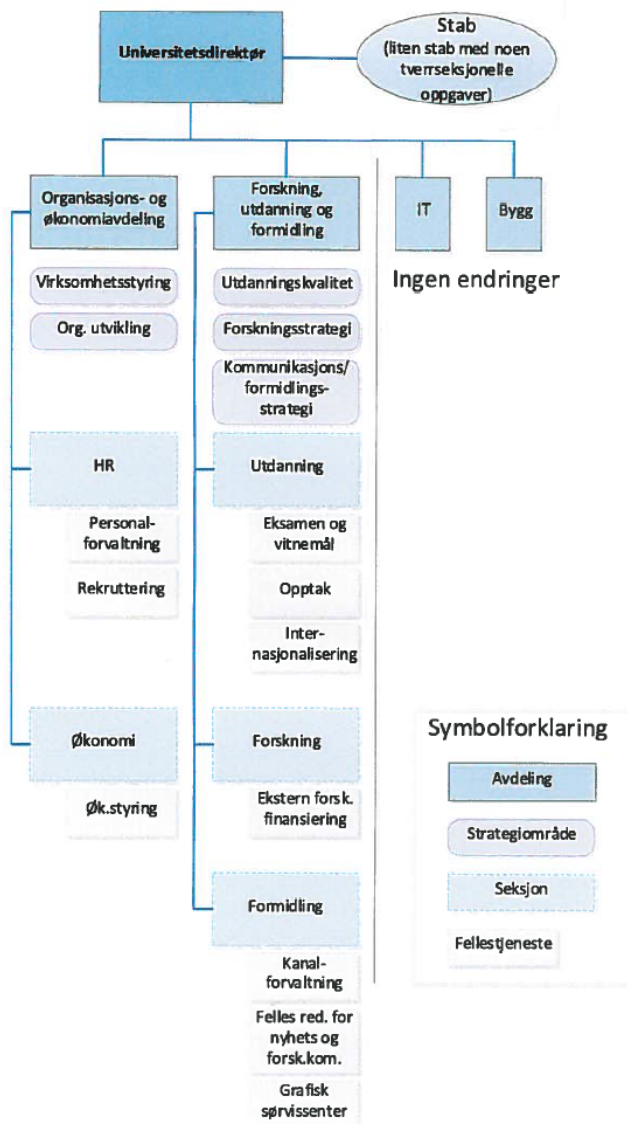 Universitetsdirektør
Stab
(liten stab med noen
tverrseksjonelle
oppgaver)
Organisasjons- og
økonomiavdeling
Forskning,
utdanning og
formidling
IT
Bygg
Virksomhetsstyring
Org. utvikling
Utdanningskvalitet
Forskningsstrategi
Kommunikasjons/
formidlings-
strategi
Ingen endringer
HR
Personal-
forvaltning
Rekruttering
Utdanning
Eksamen og
vitnemål
Opptak
Inter-
nasjonalisering
Økonomi
Øk.styring
Forskning
Ekstern forsk.
finansiering
Formidling
Kanal-
forvaltning
Felles red. for
nyhets og
forsk.kom.
Grafisk
sørvissenter
Symbolforklaring
Avdeling
Strategiområde
Seksjon
Fellestjeneste